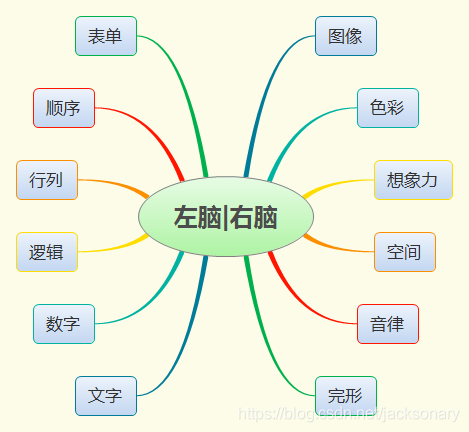 表单
图像
顺序
色彩
行列
想象力
左脑|右脑
逻辑
空间
数字
音律
文字
完形
https://blog.csdn.net/jacksonary